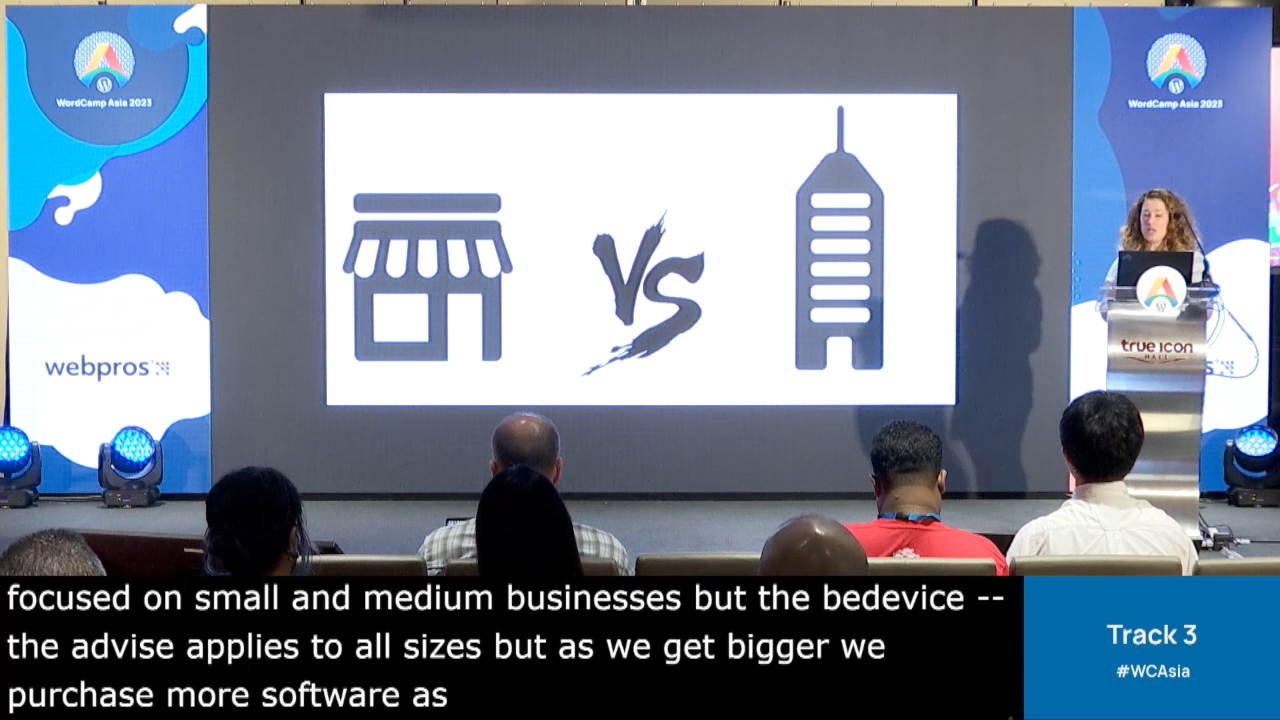 WordCamp Asia 2023
WordCamp Asia 2023
VS
webpros
true icon
HALL
focused on small and medium businesses but the bedevice --
the advise applies to all sizes but as we get bigger we
purchase more software as
Track 3
#WCAsia